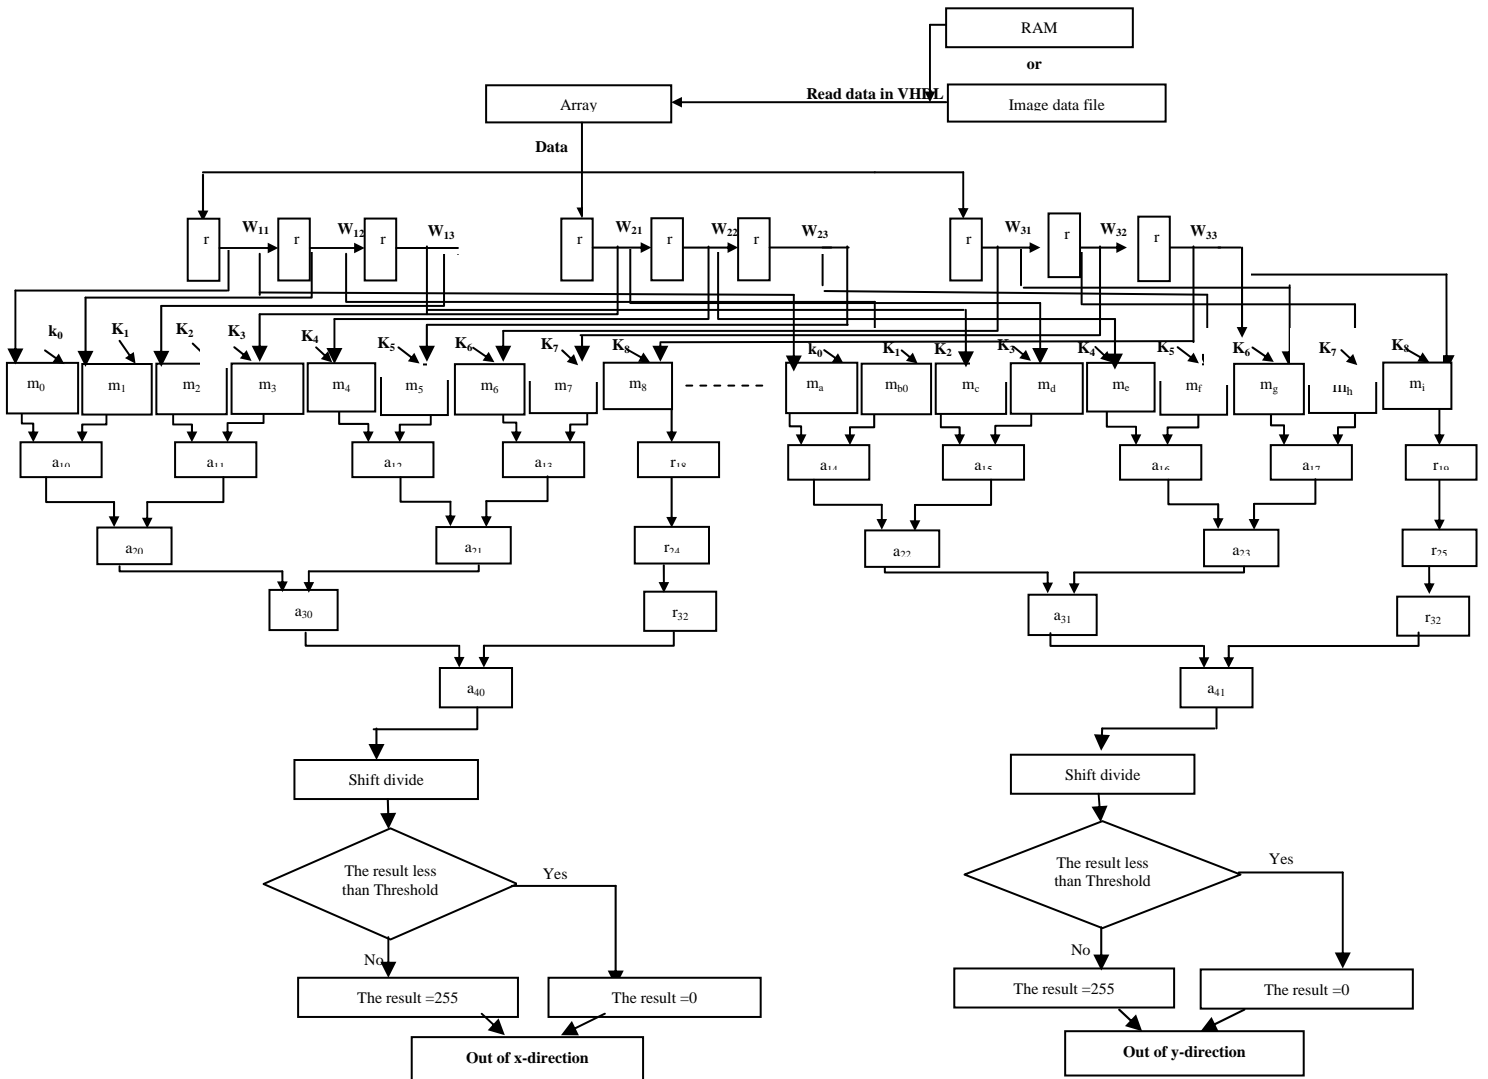 RAM
or
Read data in VHDL
Array
Image data file
Data
r
W11
r
W12
r
W13
r
W21
r
W22
r
W23
r
W31
r
W32
r
W33
k0
K1
K2
K3
K4
K5
K6
K7
K8
k0
K1
K2
K3
K4
K5
K6
K7
K8
m0
m1
m2
m3
m4
m5
m6
m7
m8
ma
mb0
mc
md
me
mf
mg
mh
mi
a10
a11
a12
a13
r18
a14
a15
a16
a17
r19
a20
a21
r24
a22
a23
r25
a30
r32
a31
r32
a40
a41
Shift divide
Shift divide
The result less
than Threshold
Yes
No
The result less
than Threshold
Yes
No
The result =255
The result =0
The result =255
The result =0
Out of x-direction
Out of y-direction